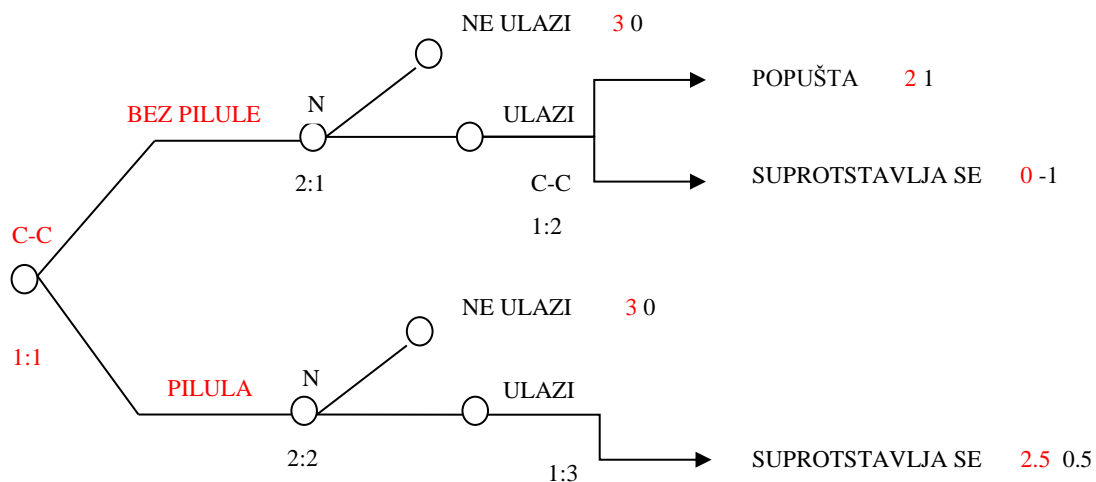 NE ULAZI 3 0
POPUŠTA 2 1
BEZ PILULE N ULAZI
2:1 C-C SUPROTSTAVLJA SE 0 -1
1:2
C-C
NE ULAZI 3 0
1:1
PILULA N ULAZI
2:2 1:3 SUPROTSTAVLJA SE 2.5 0.5